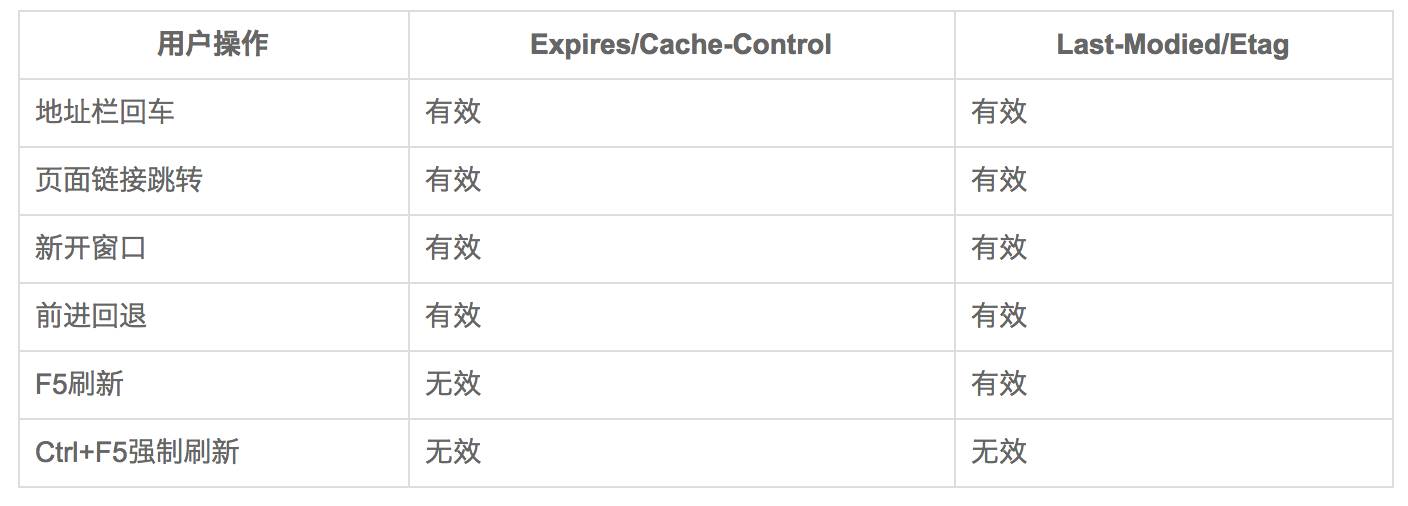 用户操作 Expires/Cache-Control Last-Modied/Etag
地址栏回车 有效 有效
页面链接跳转 有效 有效
新开窗口 有效 有效
前进回退 有效 有效
F5刷新 无效 有效
Ctrl+F5强制刷新 无效 无效